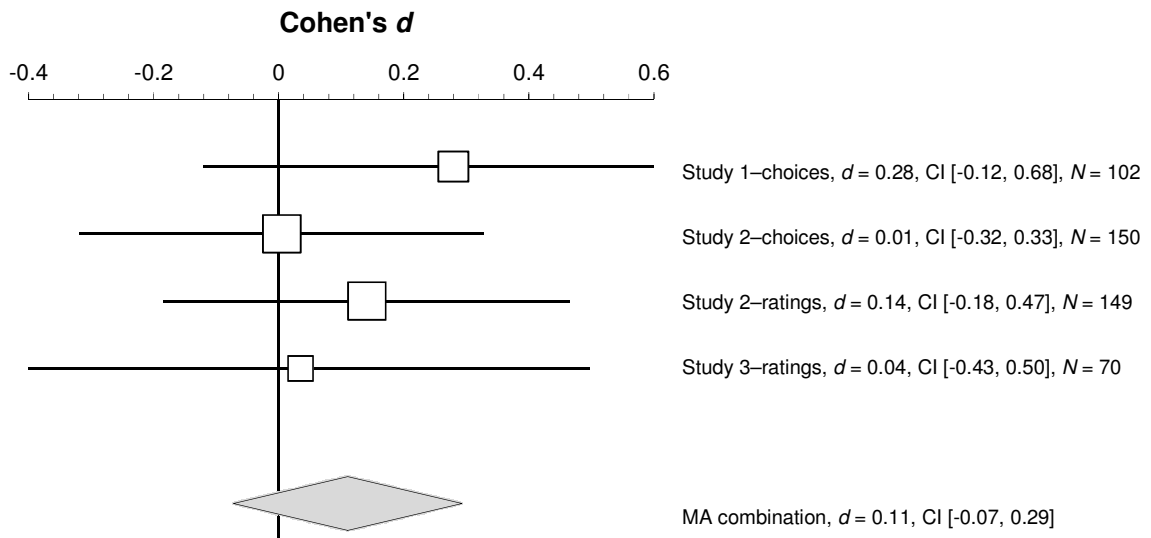 Cohen's d
-0.4 -0.2 0 0.2 0.4 0.6
Study 1–choices, d = 0.28, CI [-0.12, 0.68], N = 102
Study 2–choices, d = 0.01, CI [-0.32, 0.33], N = 150
Study 2–ratings, d = 0.14, CI [-0.18, 0.47], N = 149
Study 3–ratings, d = 0.04, CI [-0.43, 0.50], N = 70
MA combination, d = 0.11, CI [-0.07, 0.29]